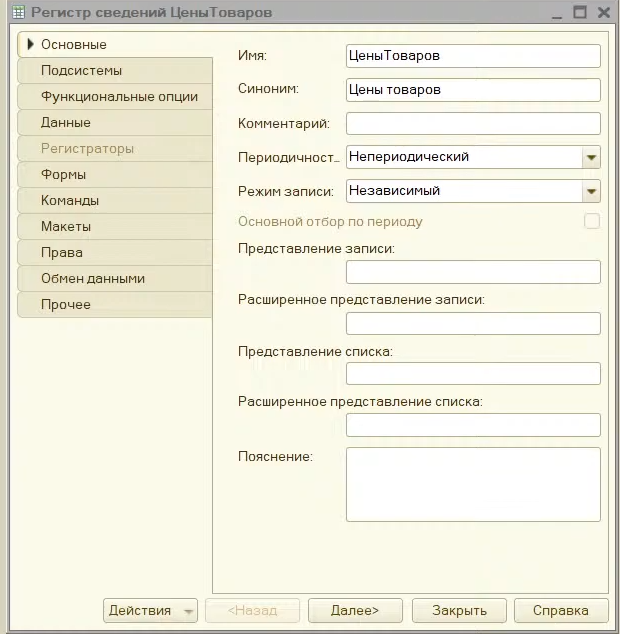 Регистр сведений ЦеныТоваров
Основные
Подсистемы
Функциональные опции
Данные
Регистраторы
Формы
Команды
Макеты
Права
Обмен данными
Прочее
Имя: ЦеныТоваров
Синоним: Цены товаров
Комментарий:
Периодичност... Непериодический
Режим записи: Независимый
Основной отбор по периоду
Представление записи:
Расширенное представление записи:
Представление списка:
Расширенное представление списка:
Пояснение:
Действия <Назад Далее> Закрыть Справка